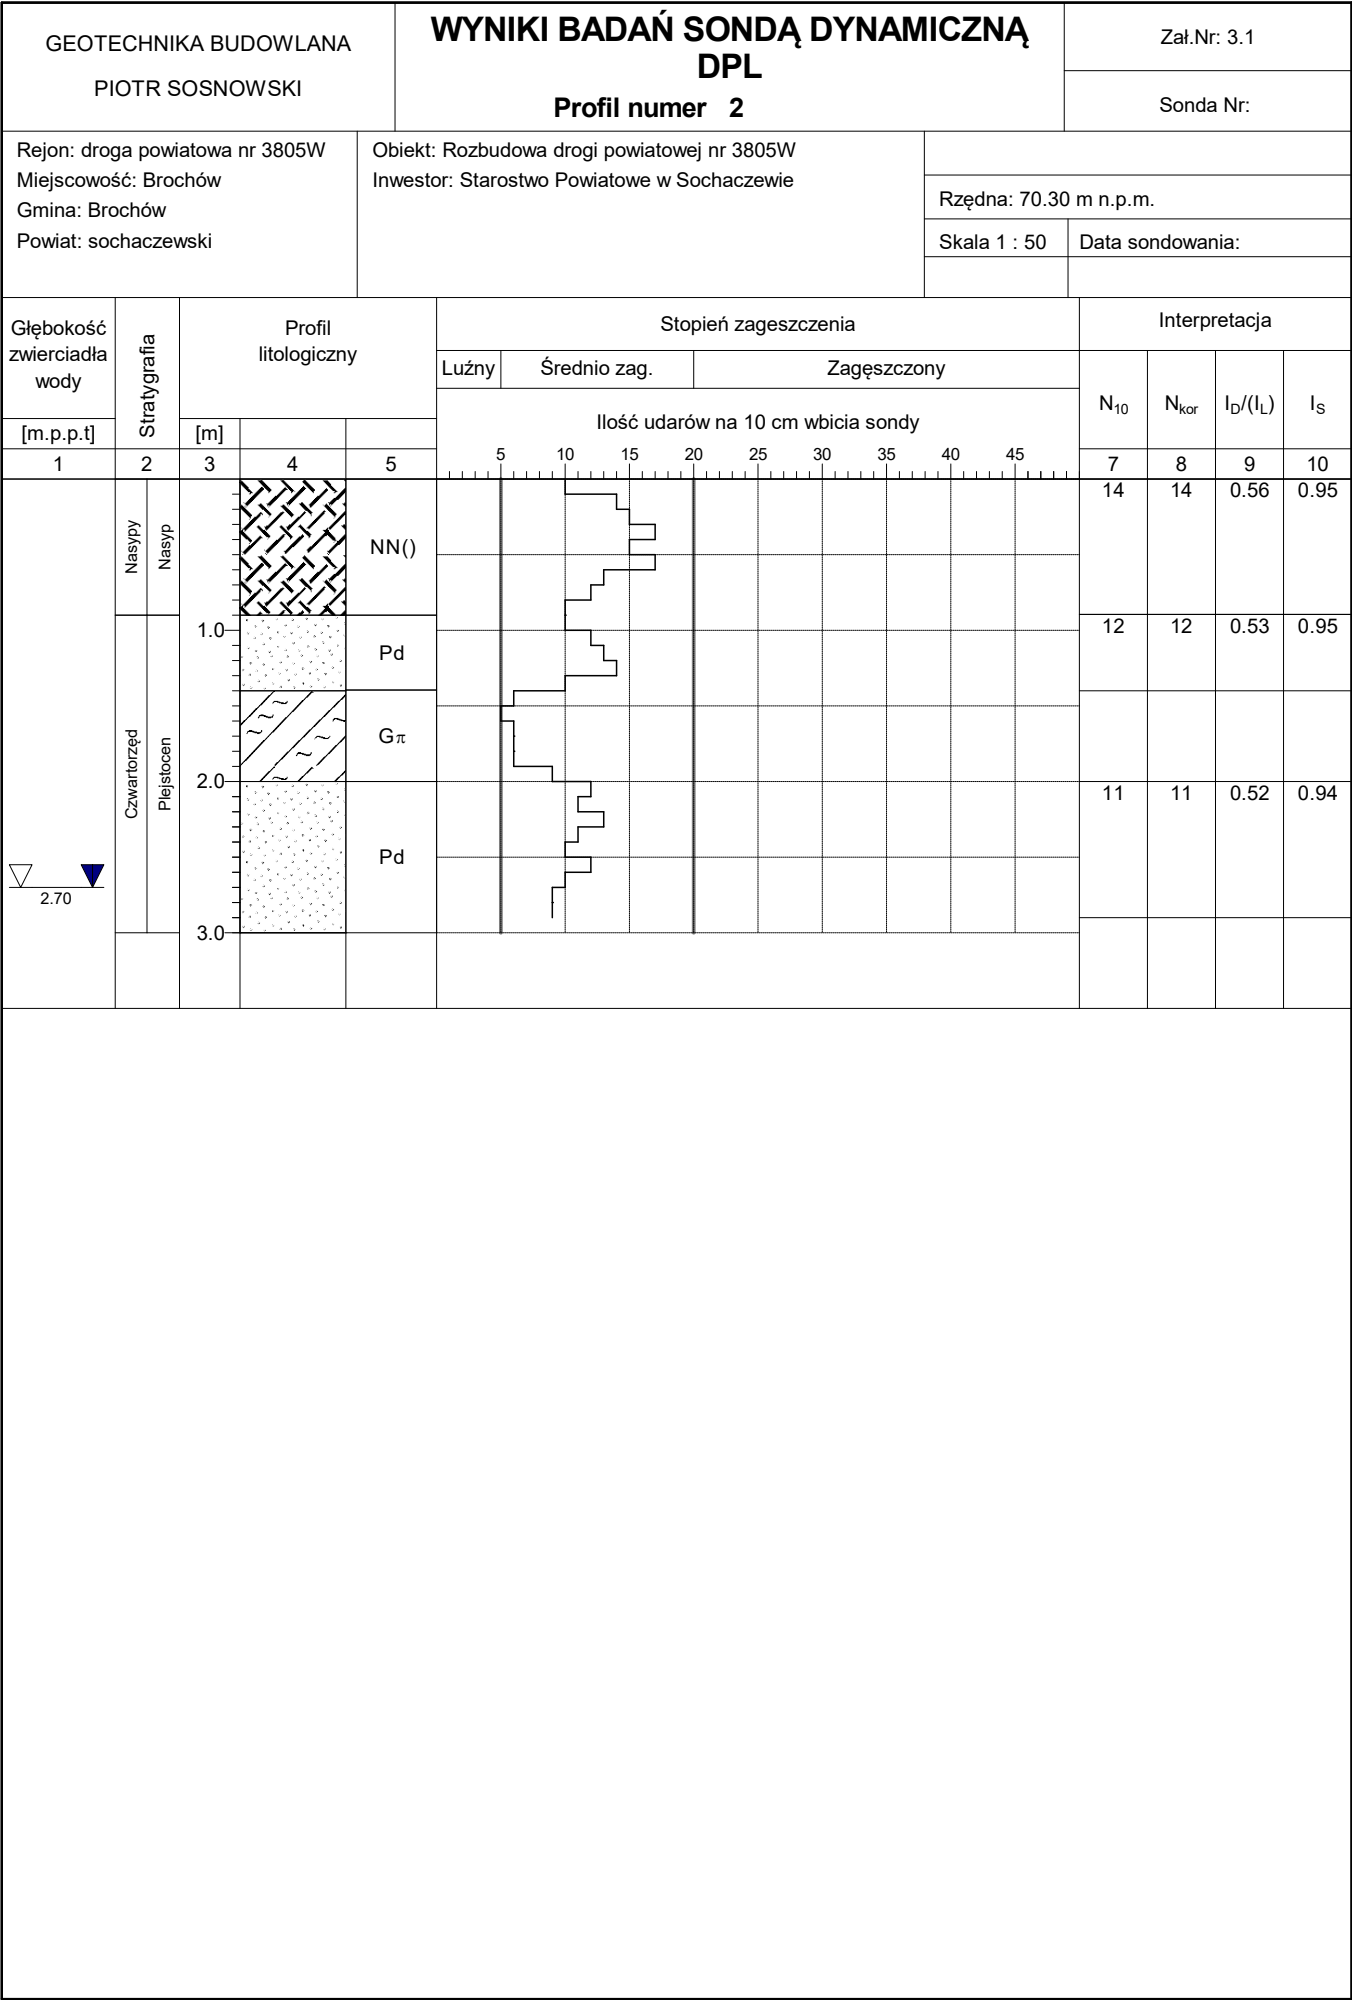 GEOTECHNIKA BUDOWLANA
PIOTR SOSNOWSKI
WYNIKI BADAŃ SONDĄ DYNAMICZNĄ
DPL
Profil numer 2
Zał.Nr: 3.1
Sonda Nr:
Rejon: droga powiatowa nr 3805W
Miejscowość: Brochów
Gmina: Brochów
Powiat: sochaczewski
Obiekt: Rozbudowa drogi powiatowej nr 3805W
Inwestor: Starostwo Powiatowe w Sochaczewie
Rzędna: 70.30 m n.p.m.
Skala 1 : 50
Data sondowania:
Głębokość
zwierciadła
wody
[m.p.p.t]
Stratygrafia
Profil
litologiczny
[m]
Stopień zageszczenia
Luźny
Średnio zag.
Zagęszczony
Ilość udarów na 10 cm wbicia sondy
5 10 15 20 25 30 35 40 45
Interpretacja
N10 Nkor ID/(IL) IS
1 2 3 4 5 7 8 9 10
Nasypy
Nasyp
NN()
14 14 0.56 0.95
1.0
Pd
12 12 0.53 0.95
Czwartorzęd
Plejstocen
Gπ
2.0
Pd
11 11 0.52 0.94
2.70
3.0